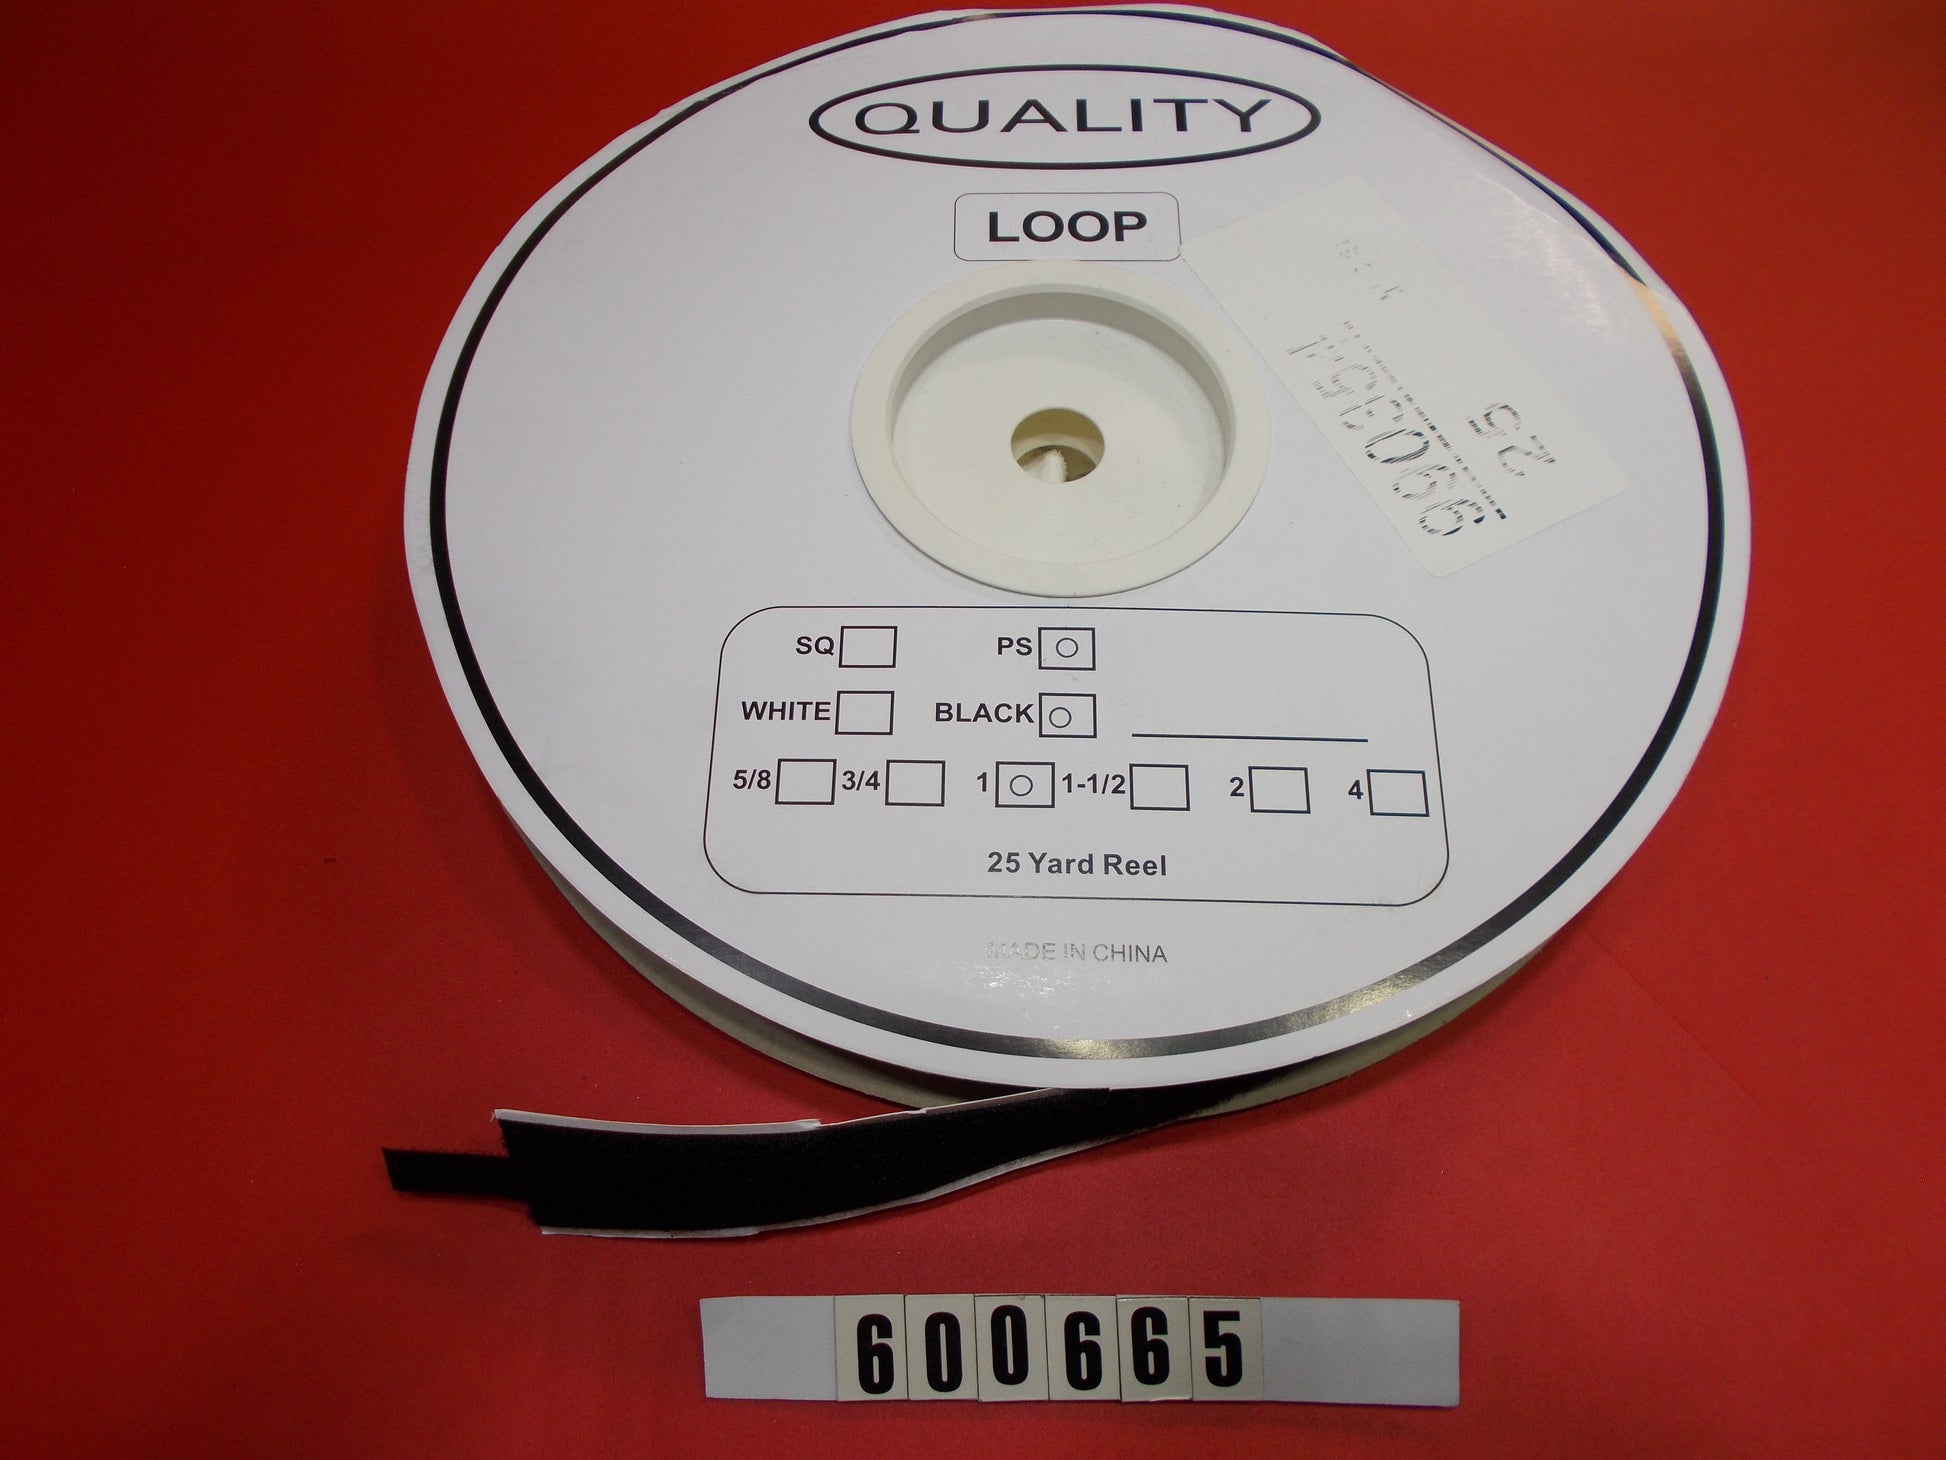 QUALITY
LOOP
25
SQ PS
WHITE BLACK
5/8 3/4 1 1-1/2 2 4
25 Yard Reel
MADE IN CHINA
600665